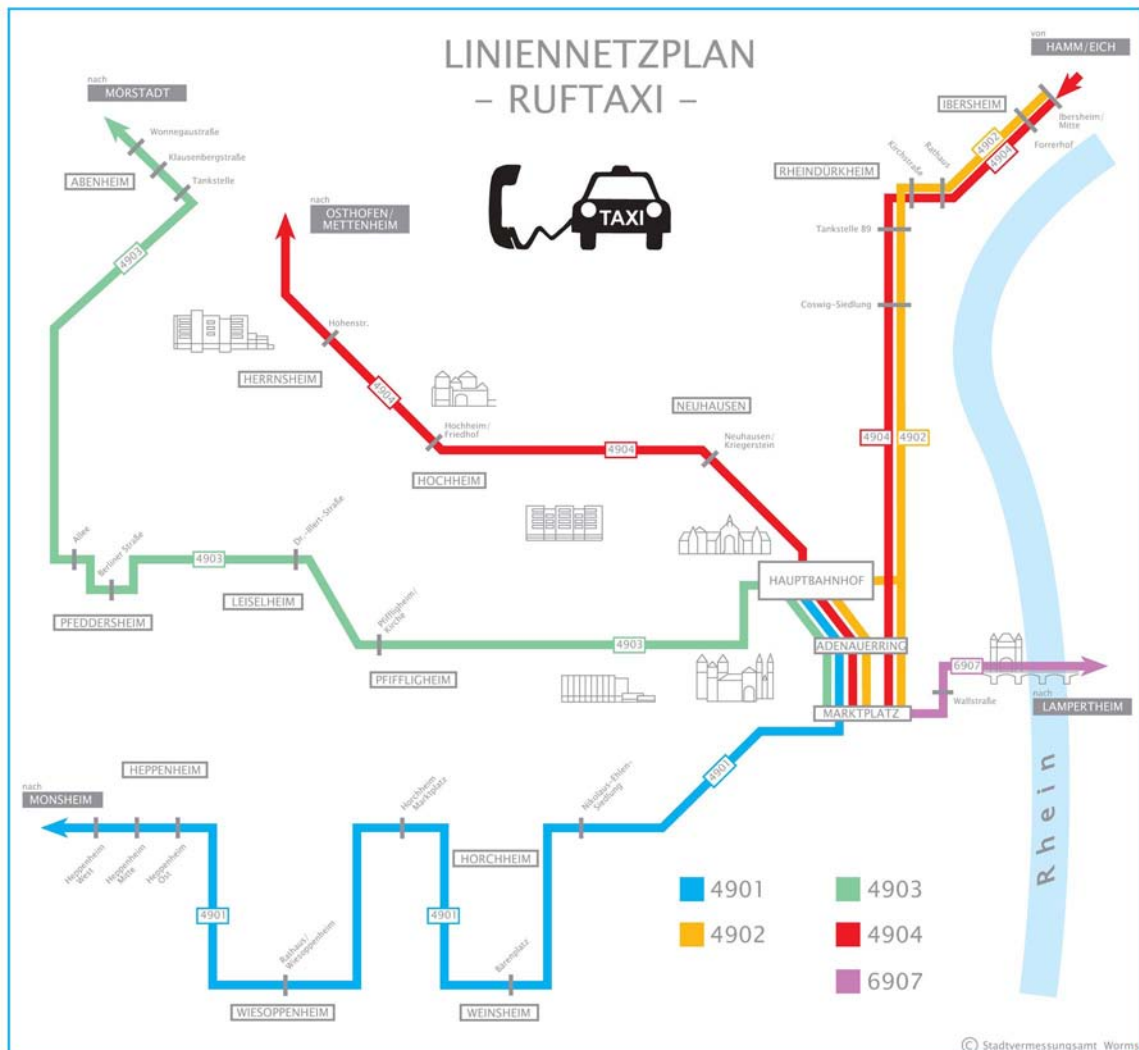 LINIENNETZPLAN
– RUFTAXI –
TAXI
von
HAMM/EICH
IBERSHEIM
Ibersheim/
Mitte
Forrerhof
4902
4904
Kirchstraße
Rathaus
RHEINDÜRKHEIM
Tankstelle B9
Coswig-Siedlung
4904
4902
nach
MÖRSTADT
Wonnegaustraße
Klausenbergstraße
ABENHEIM
Tankstelle
4903
nach
OSTHOFEN/
METTENHEIM
Höhenstr.
HERRNSHEIM
4904
Hochheim/
Friedhof
HOCHHEIM
4904
NEUHAUSEN
Neuhausen/
Kriegerstein
Allee
Berliner Straße
PFEDDERSHEIM
4903
Dr.-Illert-Straße
LEISELHEIM
Pfiffligheim/
Kirche
PFIFFLIGHEIM
4903
HAUPTBAHNHOF
ADENAUERRING
MARKTPLATZ
6907
Wallstraße
nach
LAMPERTHEIM
Rhein
4901
Nikolaus-Ehlen-
Siedlung
HORCHHEIM
Horchheim
Marktplatz
4901
Bärenplatz
WEINSHEIM
HEPPENHEIM
nach
MONSHEIM
Heppenheim
West
Heppenheim
Mitte
Heppenheim
Ost
4901
Rathaus/
Wiesoppenheim
WIESOPPENHEIM
4901
4902
4903
4904
6907
© Stadtvermessungsamt Worms